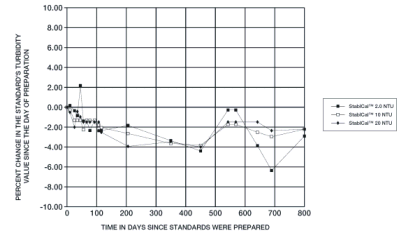 PERCENT CHANGE IN THE STANDARD'S TURBIDITY
VALUE SINCE THE DAY OF PREPARATION
10.00
8.00
6.00
4.00
2.00
0.00
-2.00
-4.00
-6.00
-8.00
-10.00
0 100 200 300 400 500 600 700 800
TIME IN DAYS SINCE STANDARDS WERE PREPARED
StablCal™ 2.0 NTU
StablCal™ 10 NTU
StablCal™ 20 NTU